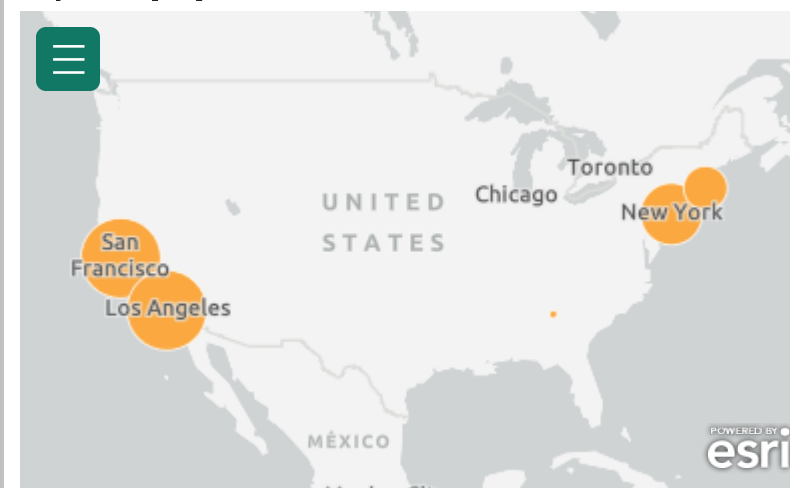 Toronto
Chicago
UNITED
STATES
New York
San
Francisco
Los Angeles
MÉXICO
POWERED BY
esri